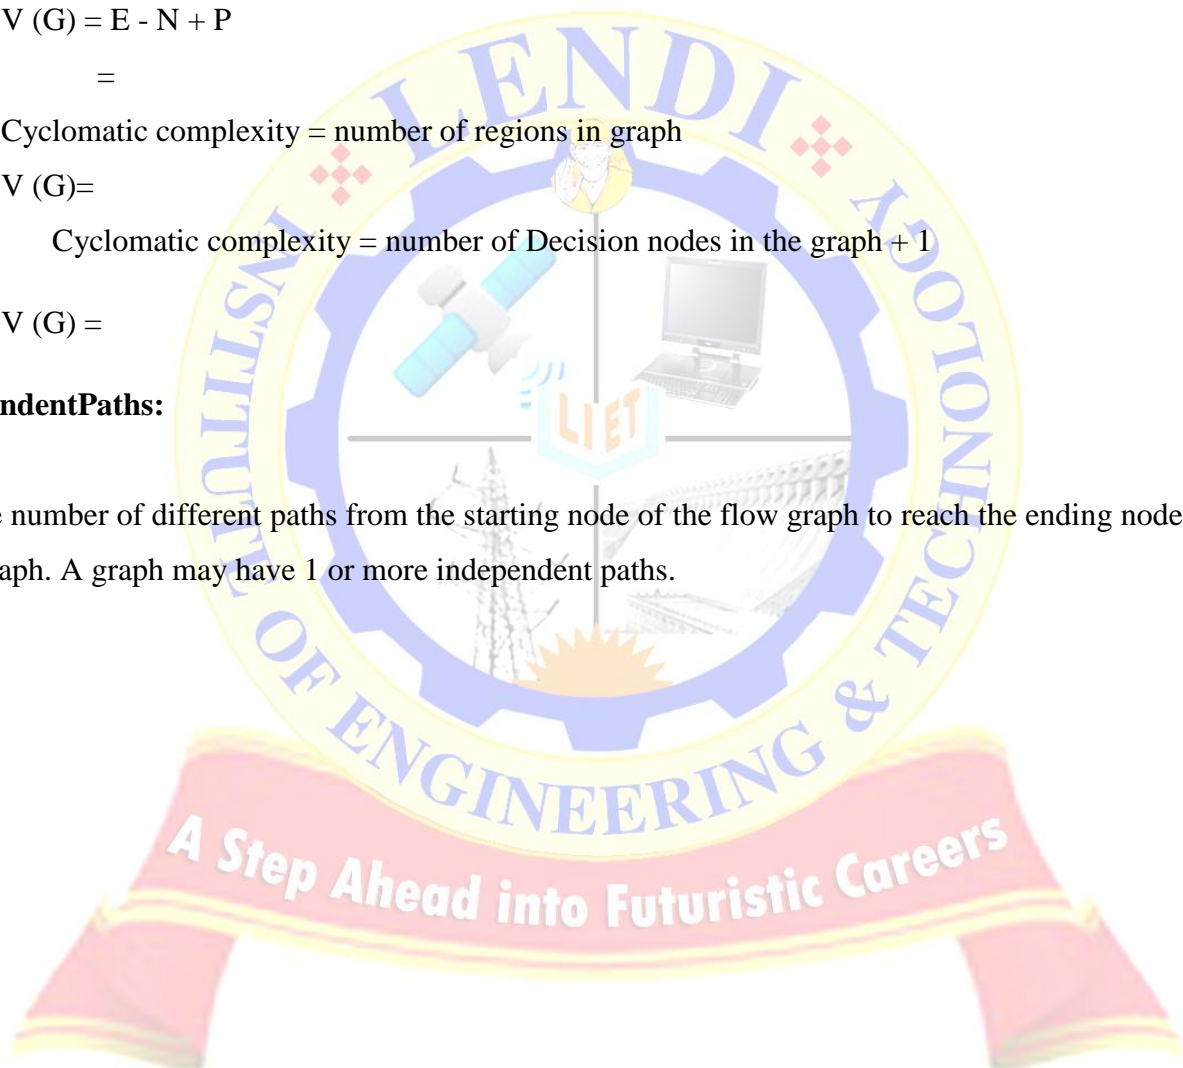 V (G) = E - N + P
=
Cyclomatic complexity = number of regions in graph
V (G)=
Cyclomatic complexity = number of Decision nodes in the graph + 1
V (G) =
ndentPaths:
e number of different paths from the starting node of the flow graph to reach the ending node
aph. A graph may have 1 or more independent paths.
LENDI
INSTITUTE OF ENGINEERING & TECHNOLOGY
LIET
A Step Ahead into Futuristic Careers